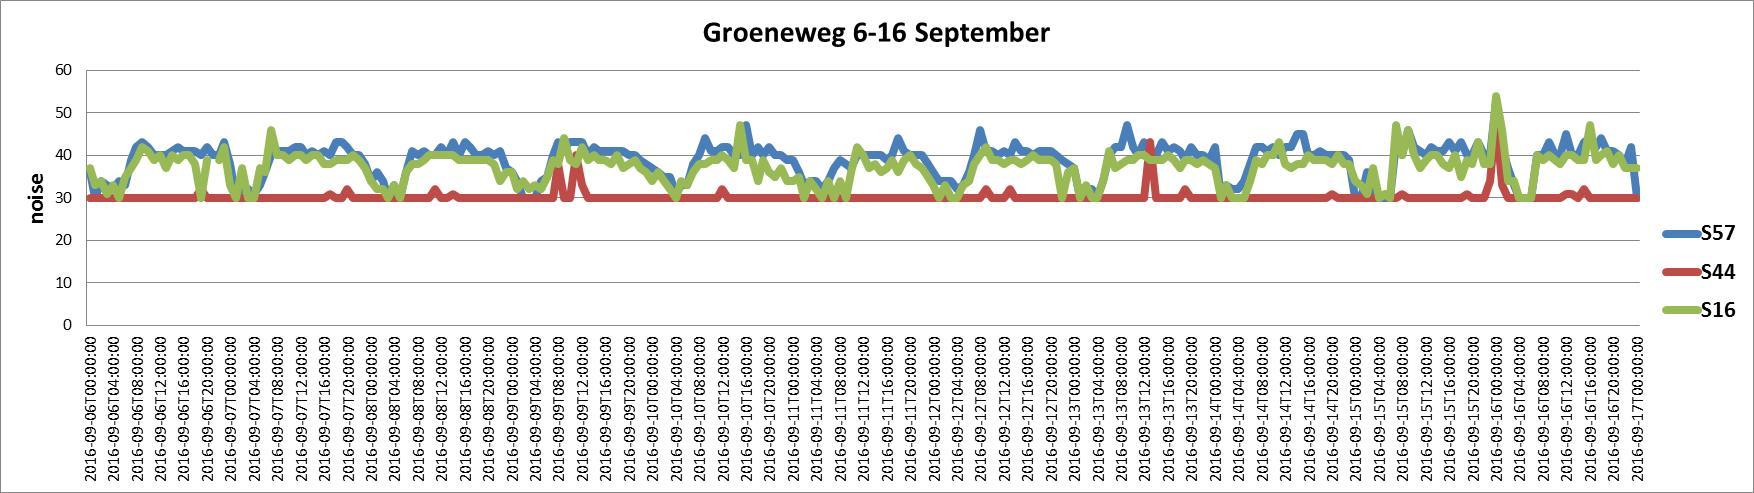 Groeneweg 6-16 September
noise
60
50
40
30
20
10
0
2016-09-06T00:00:00
2016-09-06T04:00:00
2016-09-06T08:00:00
2016-09-06T12:00:00
2016-09-06T16:00:00
2016-09-06T20:00:00
2016-09-07T00:00:00
2016-09-07T04:00:00
2016-09-07T08:00:00
2016-09-07T12:00:00
2016-09-07T16:00:00
2016-09-07T20:00:00
2016-09-08T00:00:00
2016-09-08T04:00:00
2016-09-08T08:00:00
2016-09-08T12:00:00
2016-09-08T16:00:00
2016-09-08T20:00:00
2016-09-09T00:00:00
2016-09-09T04:00:00
2016-09-09T08:00:00
2016-09-09T12:00:00
2016-09-09T16:00:00
2016-09-09T20:00:00
2016-09-10T00:00:00
2016-09-10T04:00:00
2016-09-10T08:00:00
2016-09-10T12:00:00
2016-09-10T16:00:00
2016-09-10T20:00:00
2016-09-11T00:00:00
2016-09-11T04:00:00
2016-09-11T08:00:00
2016-09-11T12:00:00
2016-09-11T16:00:00
2016-09-11T20:00:00
2016-09-12T00:00:00
2016-09-12T04:00:00
2016-09-12T08:00:00
2016-09-12T12:00:00
2016-09-12T16:00:00
2016-09-12T20:00:00
2016-09-13T00:00:00
2016-09-13T04:00:00
2016-09-13T08:00:00
2016-09-13T12:00:00
2016-09-13T16:00:00
2016-09-13T20:00:00
2016-09-14T00:00:00
2016-09-14T04:00:00
2016-09-14T08:00:00
2016-09-14T12:00:00
2016-09-14T16:00:00
2016-09-14T20:00:00
2016-09-15T00:00:00
2016-09-15T04:00:00
2016-09-15T08:00:00
2016-09-15T12:00:00
2016-09-15T16:00:00
2016-09-15T20:00:00
2016-09-16T00:00:00
2016-09-16T04:00:00
2016-09-16T08:00:00
2016-09-16T12:00:00
2016-09-16T16:00:00
2016-09-16T20:00:00
2016-09-17T00:00:00
S57
S44
S16